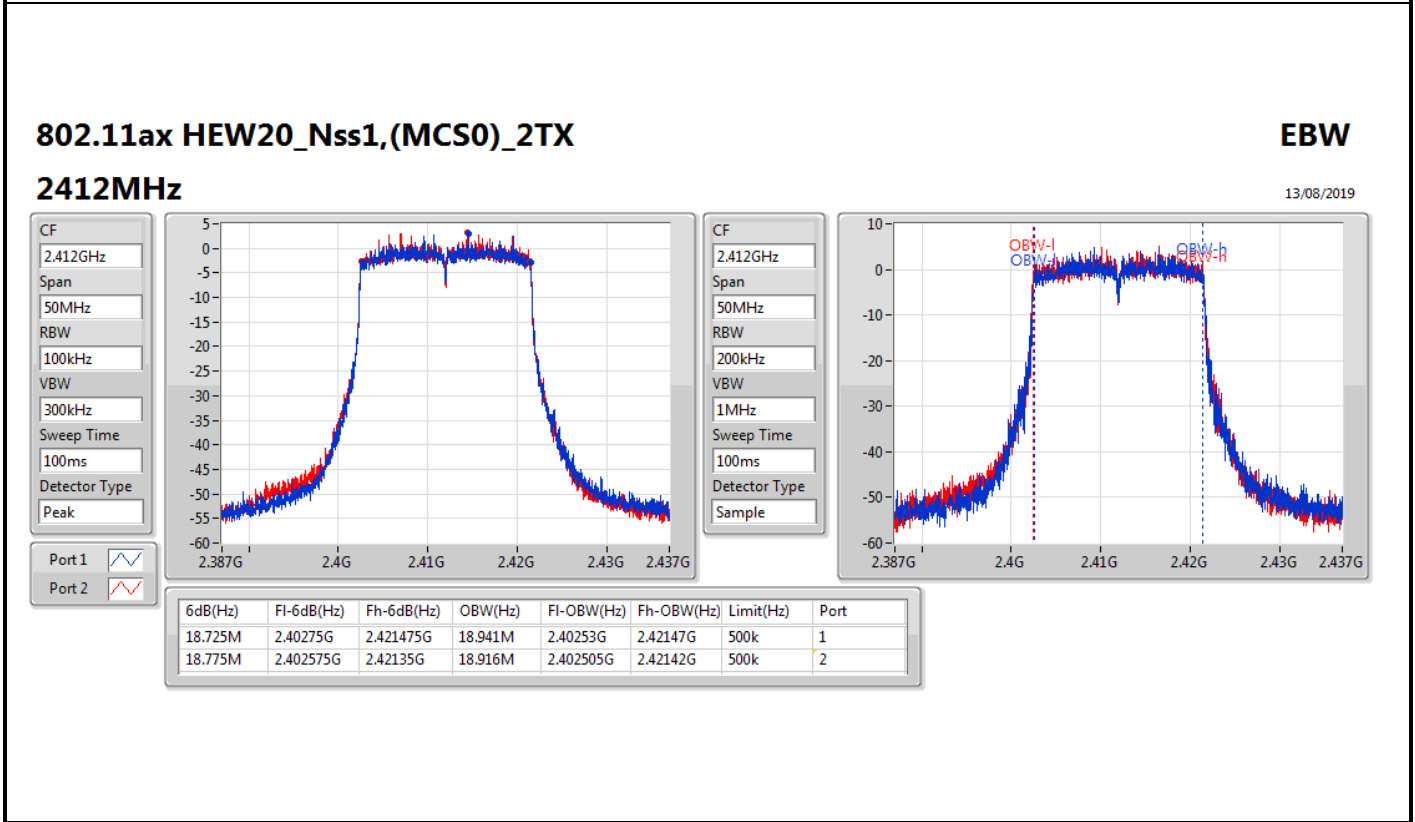 802.11ax HEW20_Nss1,(MCS0)_2TX
EBW
2412MHz
13/08/2019
CF
2.412GHz
Span
50MHz
RBW
100kHz
VBW
300kHz
Sweep Time
100ms
Detector Type
Peak
Port 1
Port 2
5
0
-5
-10
-15
-20
-25
-30
-35
-40
-45
-50
-55
-60
2.387G 2.4G 2.41G 2.42G 2.43G 2.437G
CF
2.412GHz
Span
50MHz
RBW
200kHz
VBW
1MHz
Sweep Time
100ms
Detector Type
Sample
10
0
-10
-20
-30
-40
-50
-60
OBW-l
OBW-l
OBW-h
OBW-h
2.387G 2.4G 2.41G 2.42G 2.43G 2.437G
6dB(Hz) Fl-6dB(Hz) Fh-6dB(Hz) OBW(Hz) Fl-OBW(Hz) Fh-OBW(Hz) Limit(Hz) Port
18.725M 2.40275G 2.421475G 18.941M 2.40253G 2.42147G 500k 1
18.775M 2.402575G 2.42135G 18.916M 2.402505G 2.42142G 500k 2